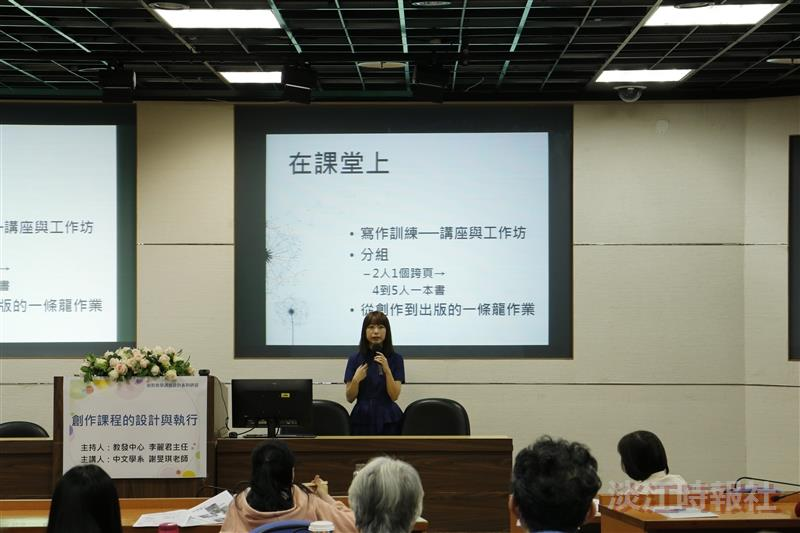 在課堂上
• 寫作訓練──講座與工作坊
• 分組
– 2人1個跨頁→
4到5人一本書
• 從創作到出版的一條龍作業
講座與工作坊
→
書
出版的一條龍作業
創作課程的設計與執行
主持人：教發中心 李麗君主任
主講人：中文學系 謝旻琪老師
淡江時報社